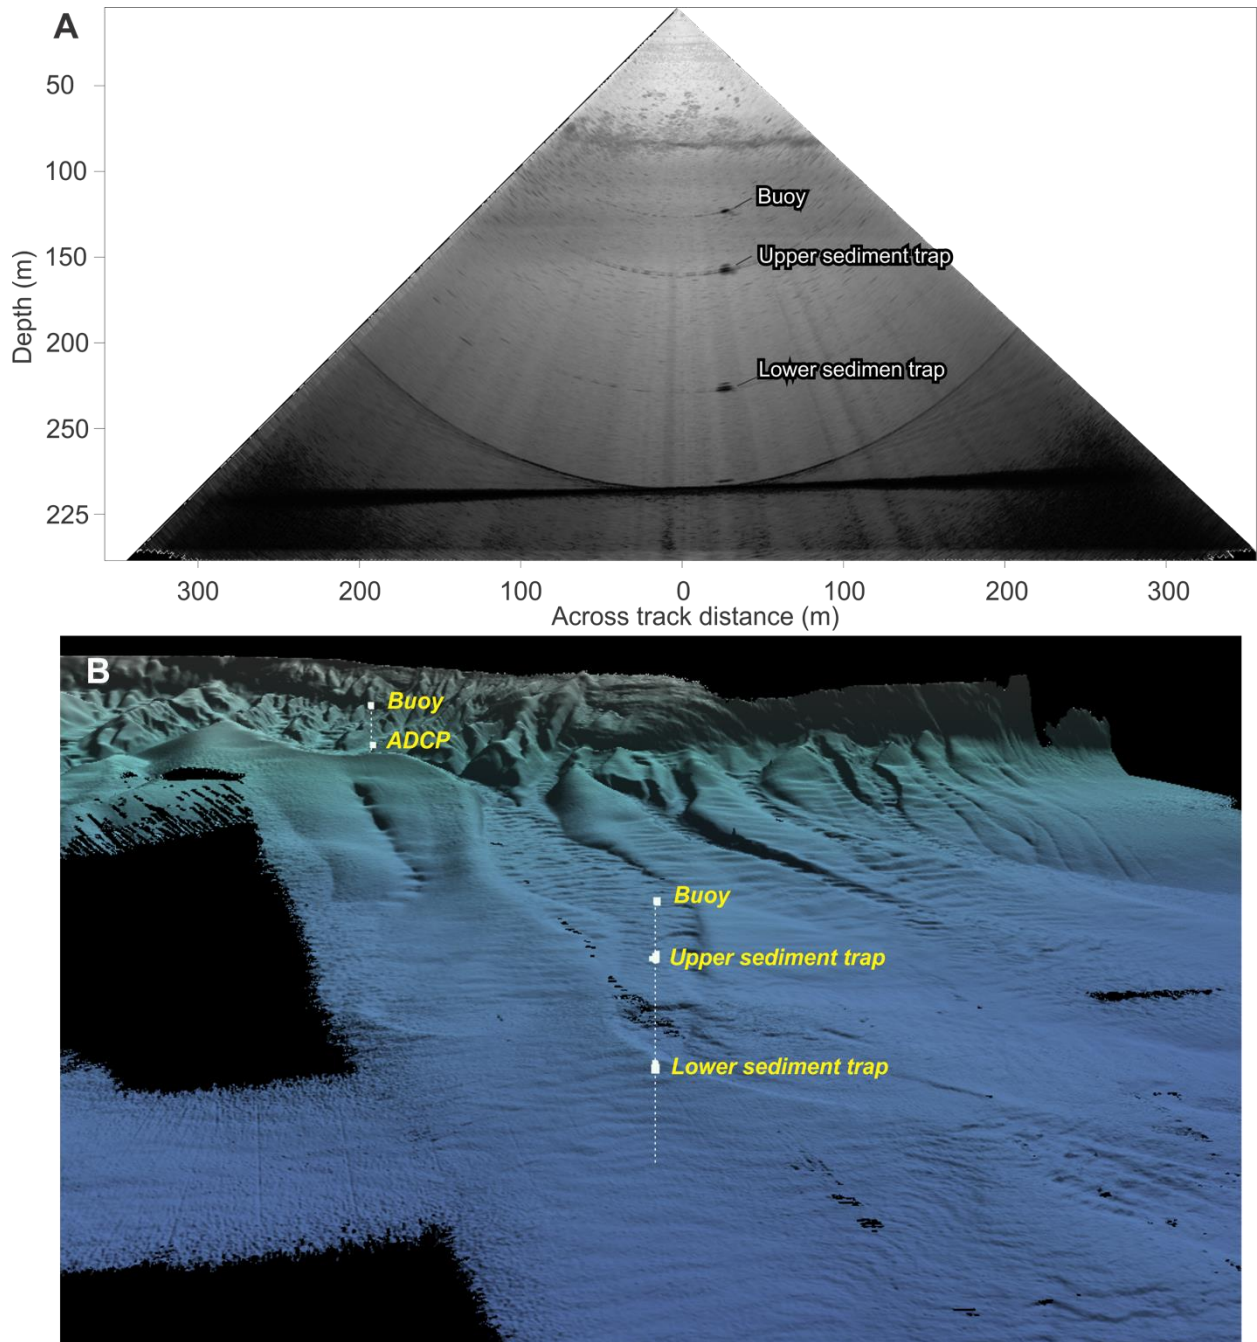 A
50
100
150
200
250
225
Depth (m)
Buoy
Upper sediment trap
Lower sedimen trap
300 200 100 0 100 200 300
Across track distance (m)
B
Buoy
ADCP
Buoy
Upper sediment trap
Lower sediment trap